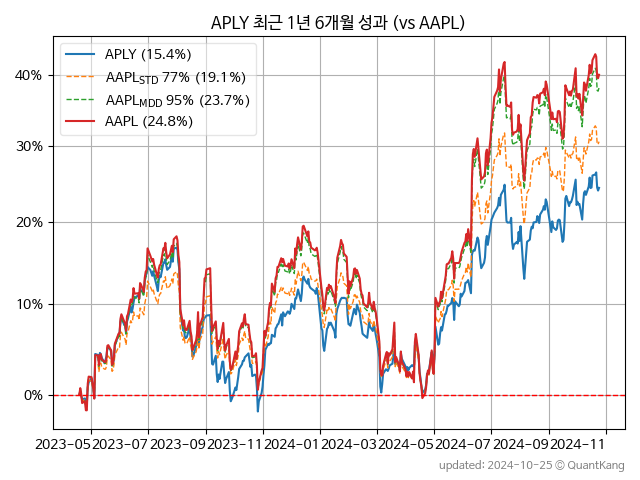 APLY 최근 1년 6개월 성과 (vs AAPL)
APLY (15.4%)
AAPL_STD 77% (19.1%)
AAPL_MDD 95% (23.7%)
AAPL (24.8%)
40%
30%
20%
10%
0%
2023-05 2023-07 2023-09 2023-11 2024-01 2024-03 2024-05 2024-07 2024-09 2024-11
updated: 2024-10-25 © QuantKang